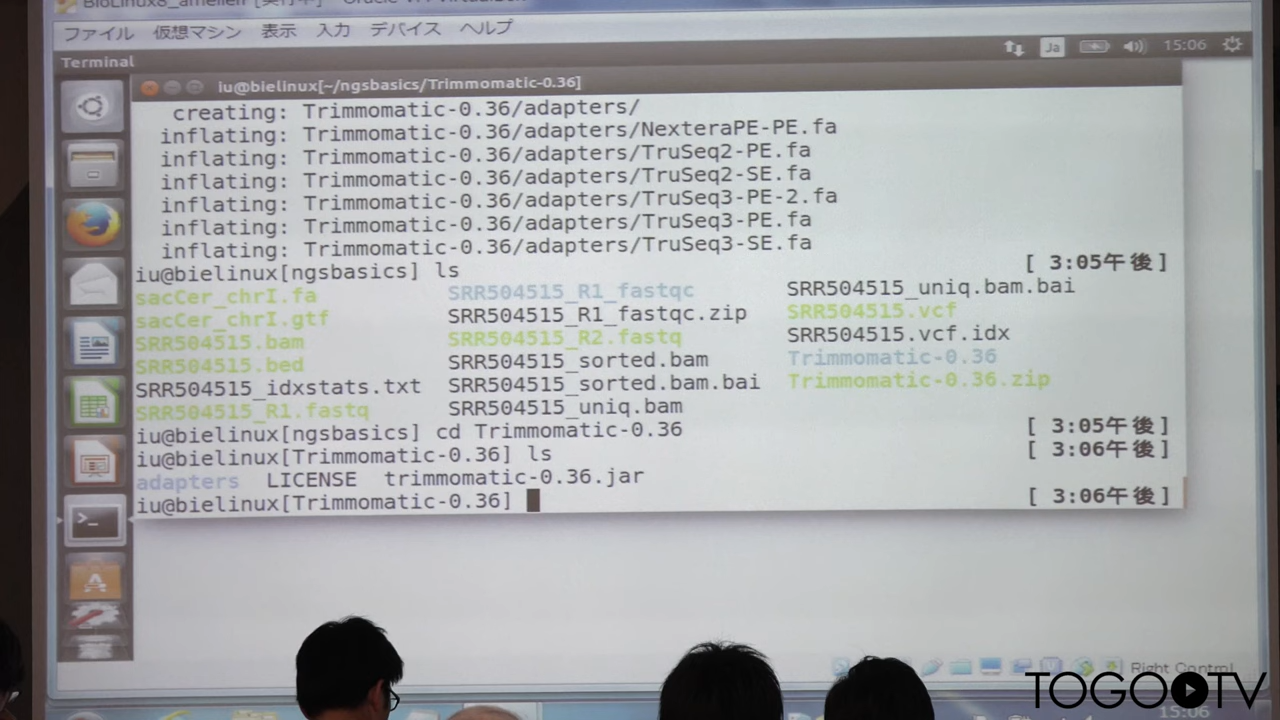 BioLinux8_
ファイル 仮想マシン 表示 入力 デバイス ヘルプ
Terminal
Ja 15:06
iu@bielinux[~/ngsbasics/Trimmomatic-0.36]
creating: Trimmomatic-0.36/adapters/
inflating: Trimmomatic-0.36/adapters/NexteraPE-PE.fa
inflating: Trimmomatic-0.36/adapters/TruSeq2-PE.fa
inflating: Trimmomatic-0.36/adapters/TruSeq2-SE.fa
inflating: Trimmomatic-0.36/adapters/TruSeq3-PE-2.fa
inflating: Trimmomatic-0.36/adapters/TruSeq3-PE.fa
inflating: Trimmomatic-0.36/adapters/TruSeq3-SE.fa
iu@bielinux[ngsbasics] ls [ 3:05午後]
sacCer_chrI.fa SRR504515_R1_fastqc SRR504515_uniq.bam.bai
sacCer_chrI.gtf SRR504515_R1_fastqc.zip SRR504515.vcf
SRR504515.bam SRR504515_R2.fastq SRR504515.vcf.idx
SRR504515.bed SRR504515_sorted.bam Trimmomatic-0.36
SRR504515_idxstats.txt SRR504515_sorted.bam.bai Trimmomatic-0.36.zip
SRR504515_R1.fastq SRR504515_uniq.bam
iu@bielinux[ngsbasics] cd Trimmomatic-0.36 [ 3:05午後]
iu@bielinux[Trimmomatic-0.36] ls [ 3:06午後]
adapters LICENSE trimmomatic-0.36.jar
iu@bielinux[Trimmomatic-0.36] [ 3:06午後]
Right Control
TOGOTV
15:06